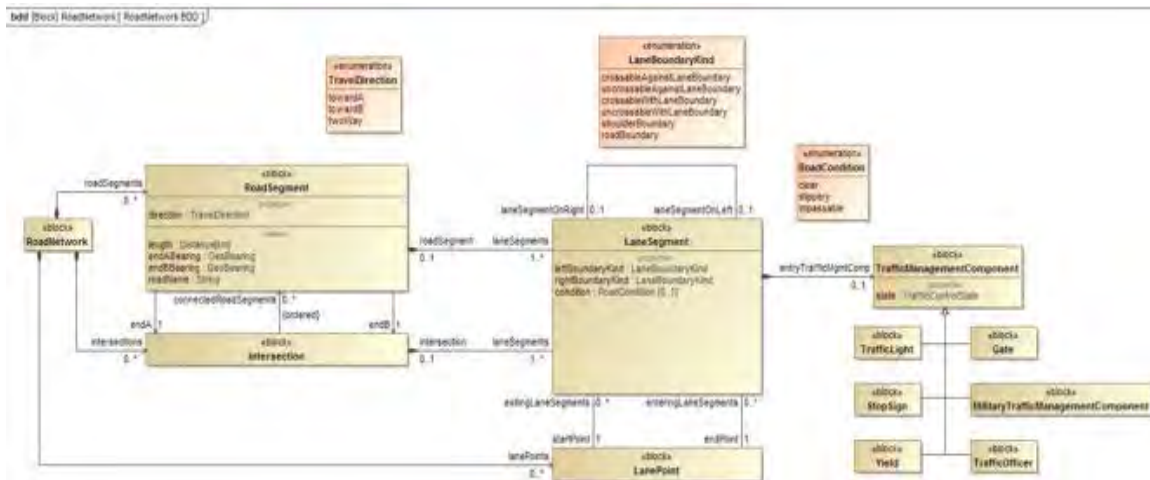 bdd [Block] RoadNetwork [ RoadNetwork BDD ]
«enumeration»
TravelDirection
towardA
towardB
twoWay
«enumeration»
LaneBoundaryKind
crossableAgainstLaneBoundary
uncrossableAgainstLaneBoundary
crossableWithLaneBoundary
uncrossableWithLaneBoundary
shoulderBoundary
roadBoundary
«enumeration»
RoadCondition
clear
slippery
impassable
«block»
RoadNetwork
roadSegments
0..*
«block»
RoadSegment
direction : TravelDirection
endABearing : GeoBearing
endBBearing : GeoBearing
roadName : String
connectedRoadSegments 0..*
{ordered}
endA 1
endB 1
intersections
0..*
«block»
Intersection
roadSegment
0..1
laneSegments
1..*
intersection
0..1
laneSegments
1..*
laneSegmentOnRight 0..1
laneSegmentOnLeft 0..1
«block»
LaneSegment
leftBoundaryKind : LaneBoundaryKind
rightBoundaryKind : LaneBoundaryKind
condition : RoadCondition [0..1]
exitingLaneSegments 0..*
enteringLaneSegments 0..*
startPoint 1
endPoint 1
lanePoints
0..*
«block»
LanePoint
entryTrafficMgmtComp
0..1
«block»
TrafficManagementComponent
state : TrafficControlState
«block»
TrafficLight
«block»
Gate
«block»
StopSign
«block»
MilitaryTrafficManagementComponent
«block»
Yield
«block»
TrafficOfficer